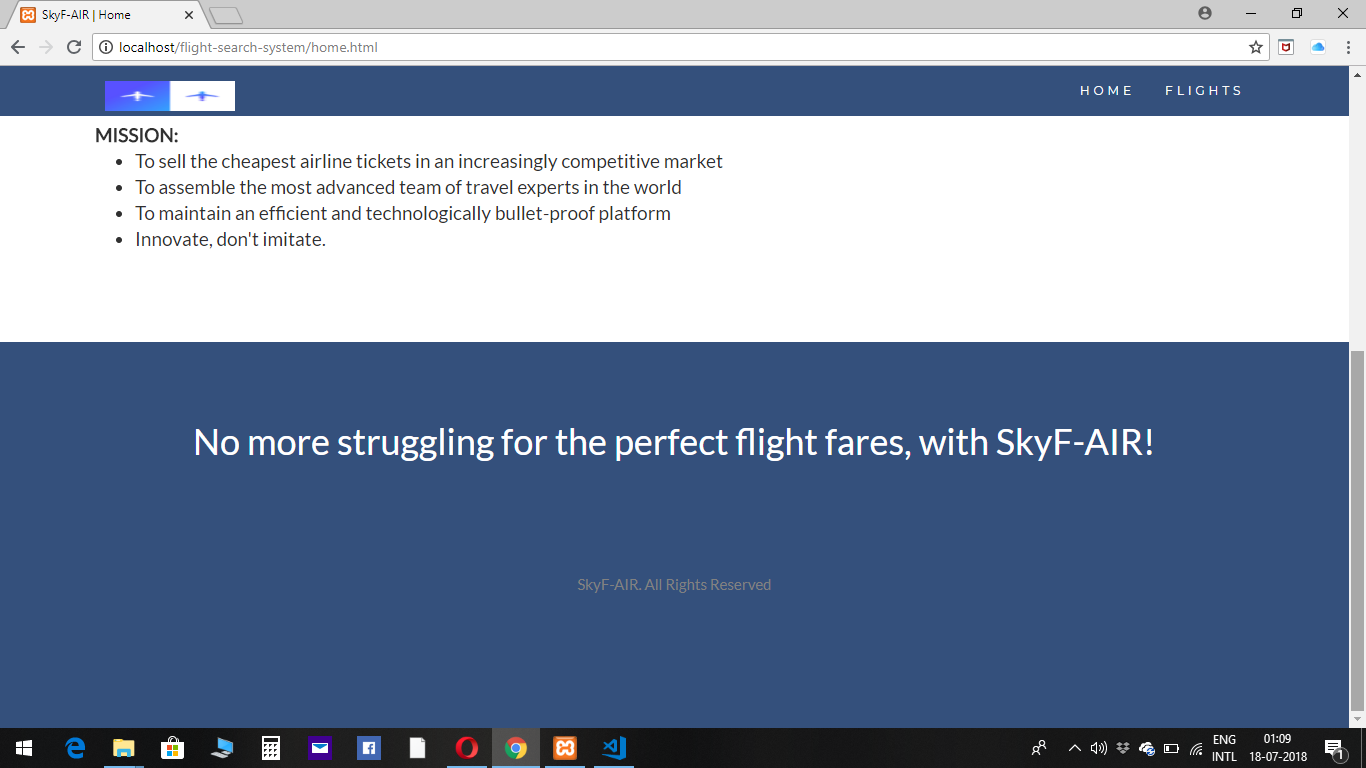 SkyF-AIR | Home
localhost/flight-search-system/home.html
HOME FLIGHTS
MISSION:
• To sell the cheapest airline tickets in an increasingly competitive market
• To assemble the most advanced team of travel experts in the world
• To maintain an efficient and technologically bullet-proof platform
• Innovate, don't imitate.
No more struggling for the perfect flight fares, with SkyF-AIR!
SkyF-AIR. All Rights Reserved
ENG 01:09
INTL 18-07-2018 1